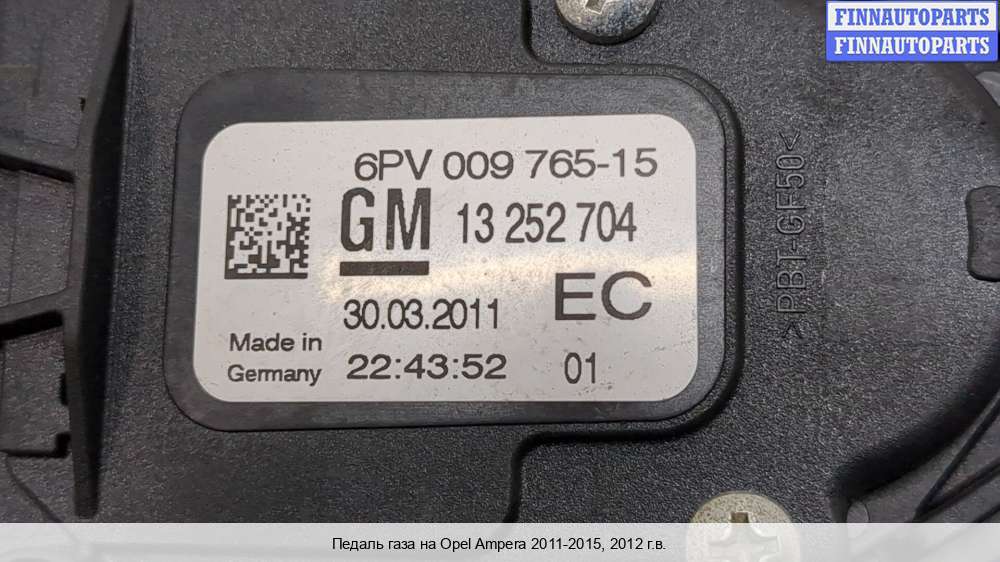 FINNAUTOPARTS
FINNAUTOPARTS
6PV 009 765-15
GM 13 252 704
30.03.2011 EC
Made in
Germany 22:43:52 01
>PBT-GF50<
Педаль газа на Opel Ampera 2011-2015, 2012 г.в.